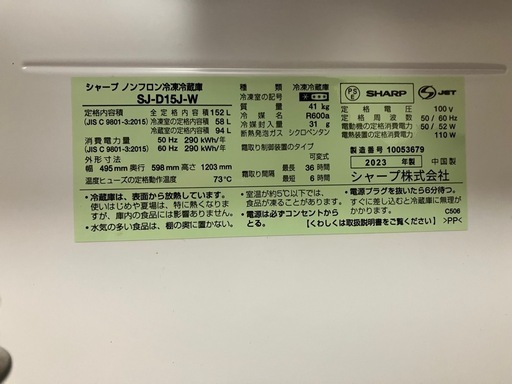 シャープ ノンフロン冷凍冷蔵庫
SJ-D15J-W
定格内容積 152 L
(JIS C 9801-3:2015) 冷凍室の定格内容積 58 L
冷蔵室の定格内容積 94 L
消費電力量 50 Hz 290 kWh/年
(JIS C 9801-3:2015) 60 Hz 290 kWh/年
外形寸法
幅 495 mm 奥行 598 mm 高さ 1203 mm
温度ヒューズの定格動作温度 73℃
種類 冷凍冷蔵庫
冷凍室の記号
質量 41 kg
冷媒名 R600a
冷媒封入量 31 g
断熱発泡ガス シクロペンタン
霜取り制御装置のタイプ
可変式
霜取り間隔 最長 36 時間
最短 6 時間
PS
E
SHARP
JET
定格電圧 100 V
定格周波数 50 / 60 Hz
電動機の定格消費電力 50 / 52 W
電熱装置の定格消費電力 110 W
製造番号 10053679
2023 年製 中国製
シャープ株式会社
・冷蔵庫は、表面から放熱しています。
使いはじめや夏場は、特に熱くなりま
すが、庫内の食品には影響ありません。
・水気の多い食品は、棚の奥に置かない。
・室温が約5℃以下では、
食品が凍ることがあります。
・電源は必ずコンセントから
とる。
・電源プラグを抜いたら6分待つ。
すぐに差し込むと冷却に時間が
かかります。
【くわしくは取扱説明書をご覧ください】
C506
>PP<